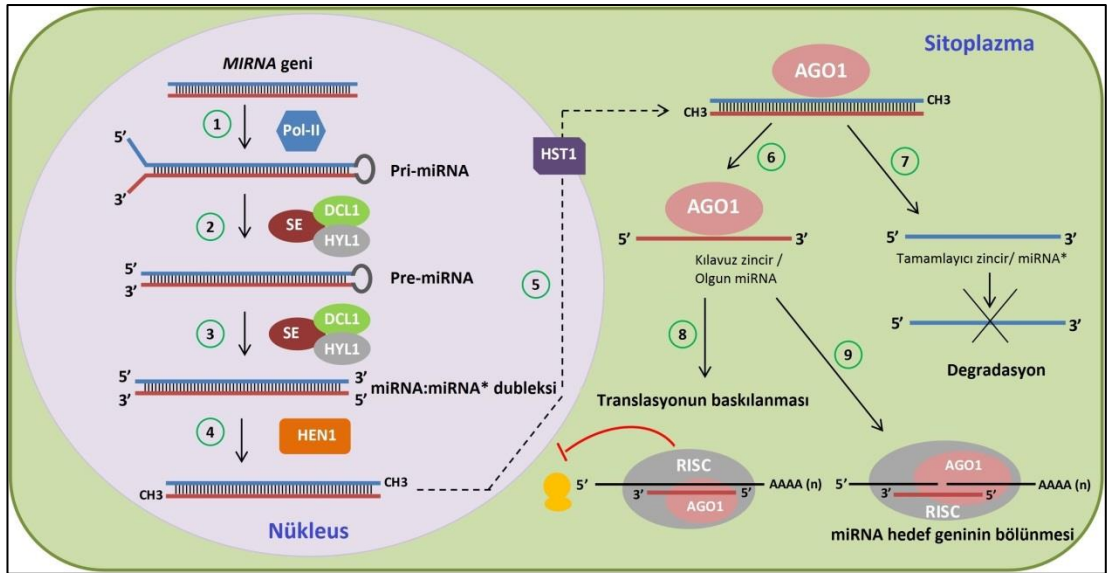 MIRNA geni
1
Pol-II
5’
3’
Pri-miRNA
2
SE
DCL1
HYL1
5’
3’
Pre-miRNA
3
SE
DCL1
HYL1
5’
3’
3’
5’
miRNA:miRNA* dubleksi
4
HEN1
CH3
CH3
Nükleus
5
HST1
Sitoplazma
AGO1
CH3
CH3
6
7
AGO1
5’
3’
Kılavuz zincir /
Olgun miRNA
5’
3’
Tamamlayıcı zincir/ miRNA*
5’
3’
Degradasyon
8
9
Translasyonun baskılanması
RISC
5’
AAAA (n)
3’
5’
AGO1
AGO1
5’
AAAA (n)
3’
5’
RISC
miRNA hedef geninin bölünmesi